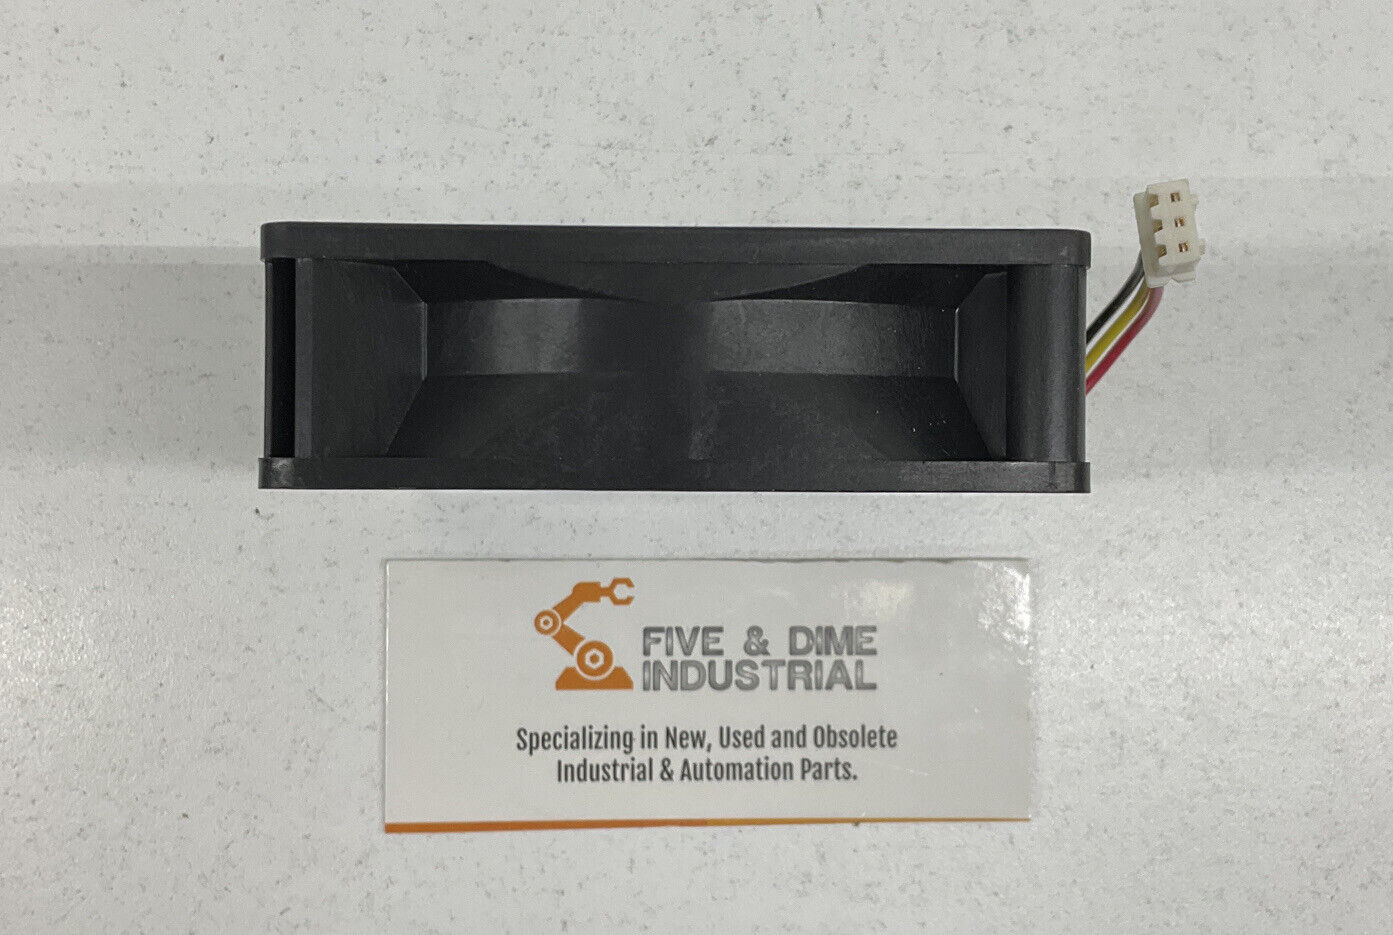 FIVE & DIME
INDUSTRIAL
Specializing in New, Used and Obsolete
Industrial & Automation Parts.